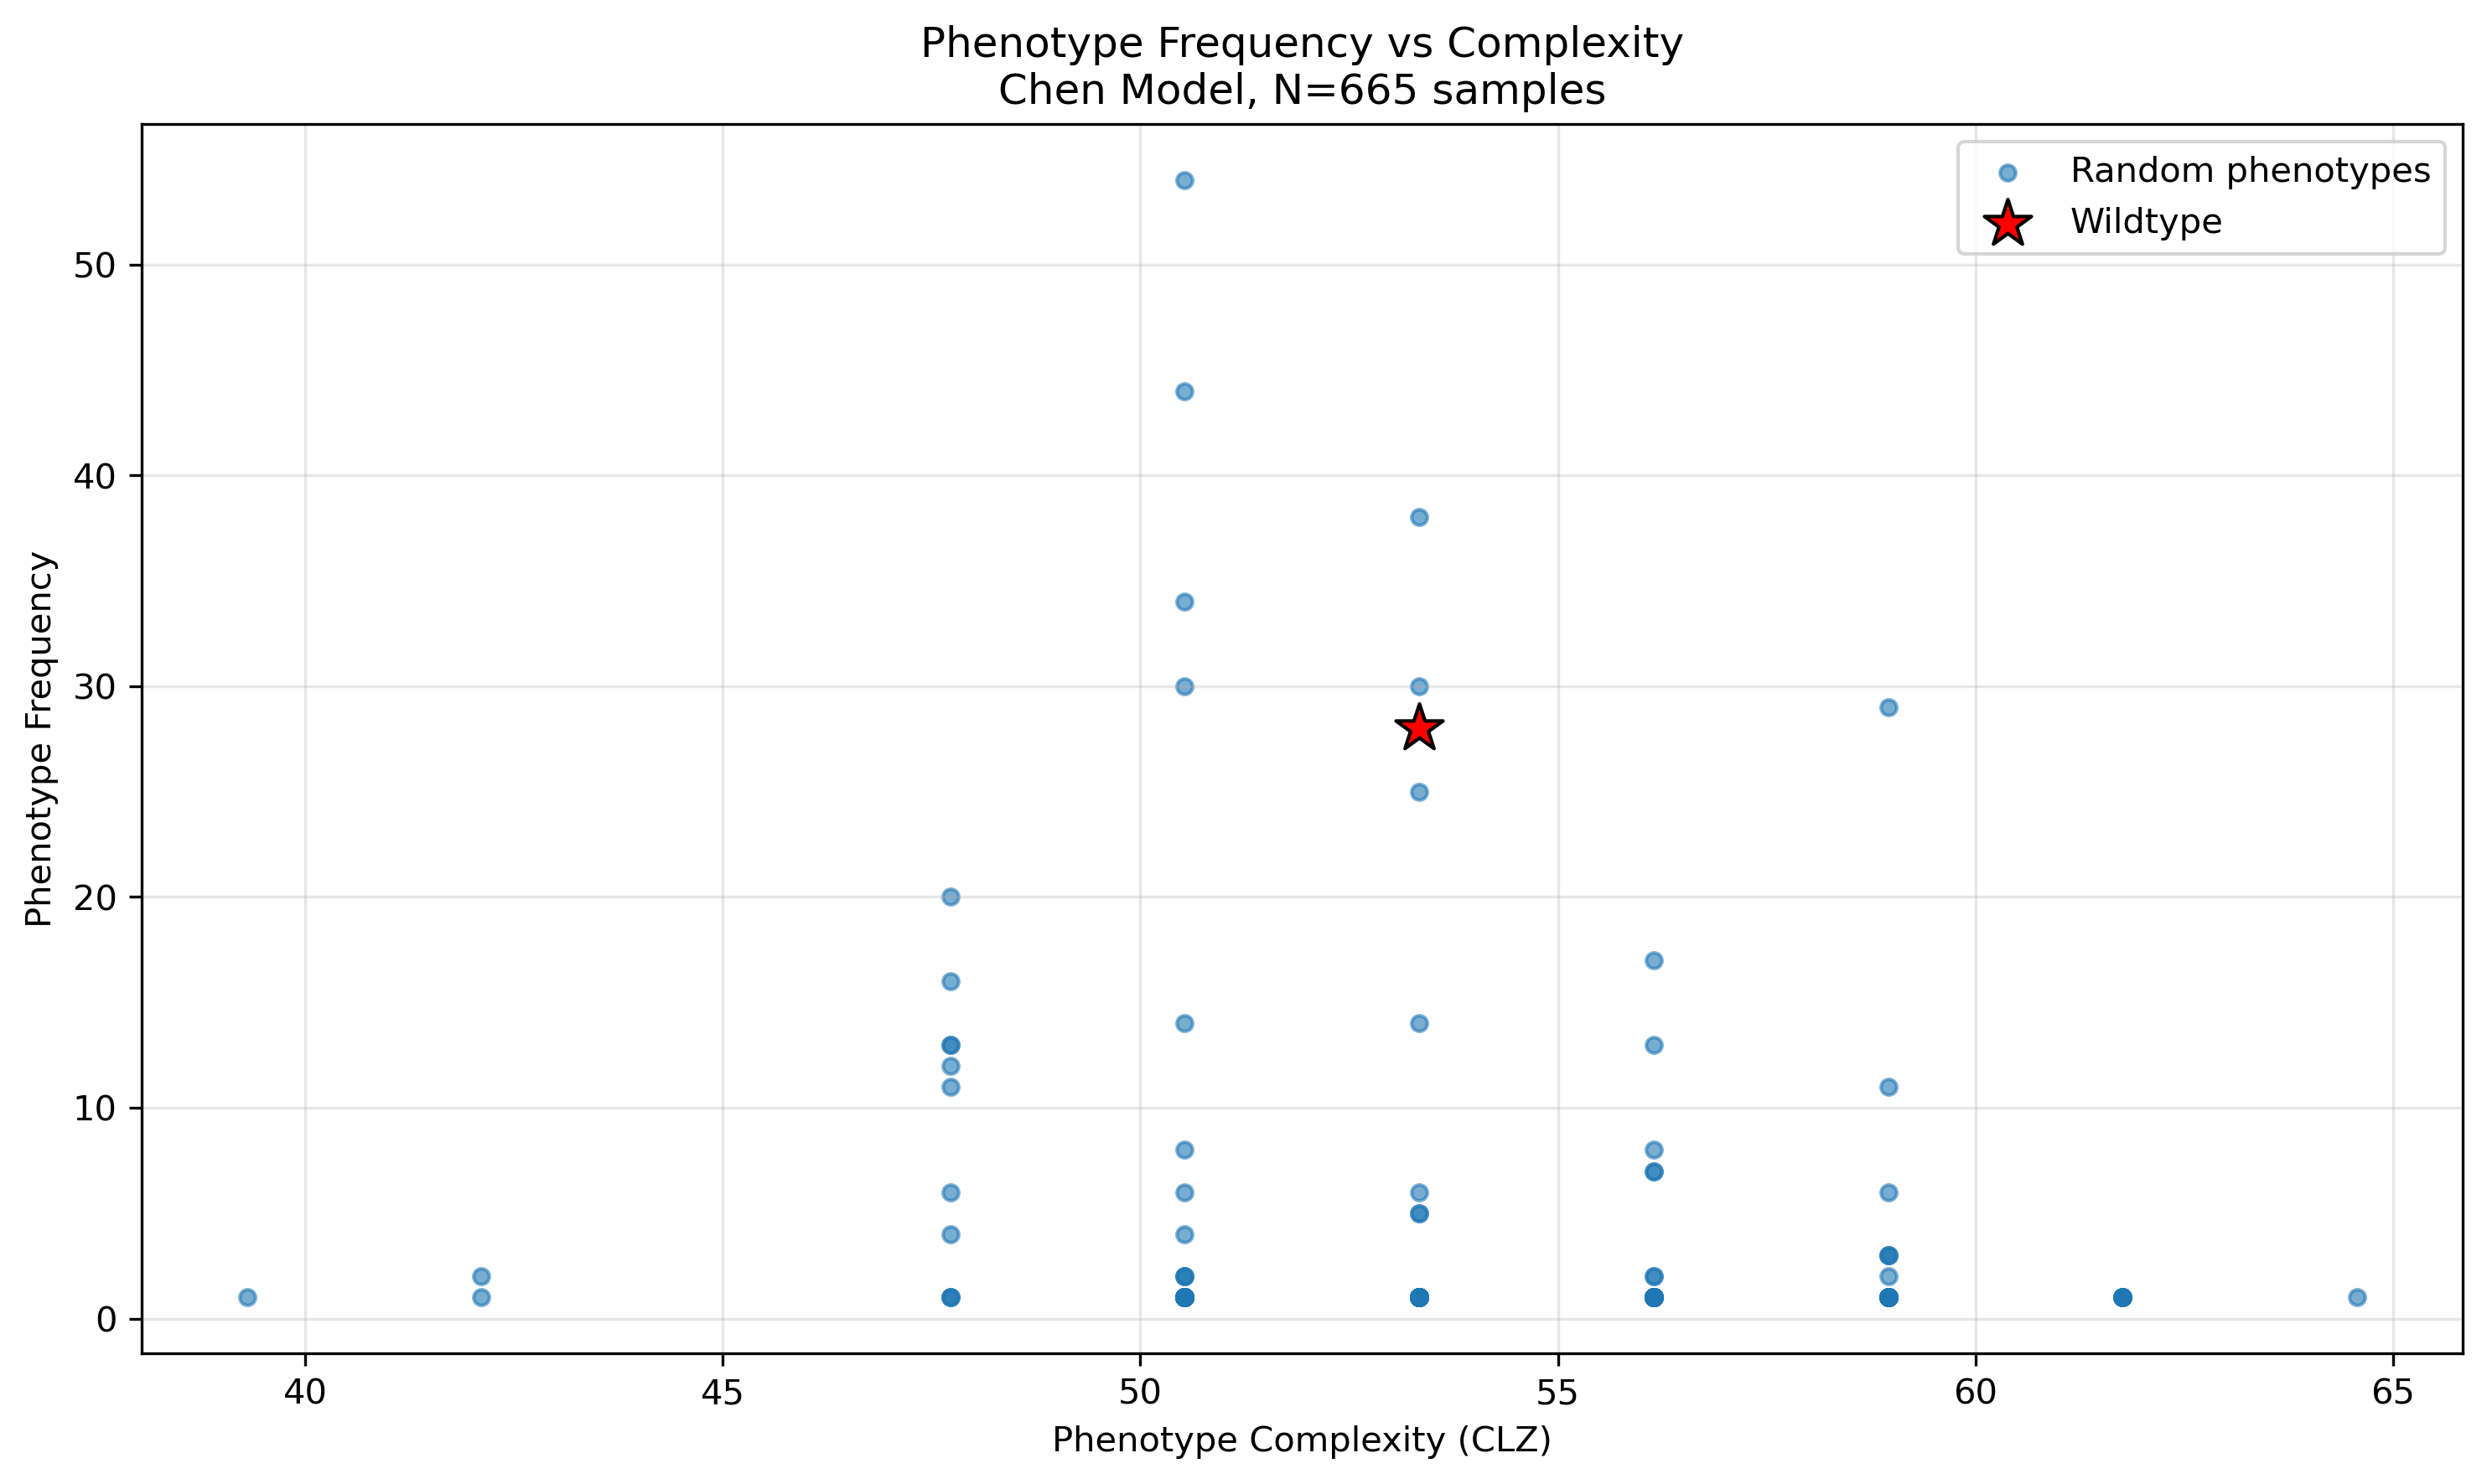 Phenotype Frequency vs Complexity
Chen Model, N=665 samples
Random phenotypes
Wildtype
Phenotype Frequency
50
40
30
20
10
0
40 45 50 55 60 65
Phenotype Complexity (CLZ)